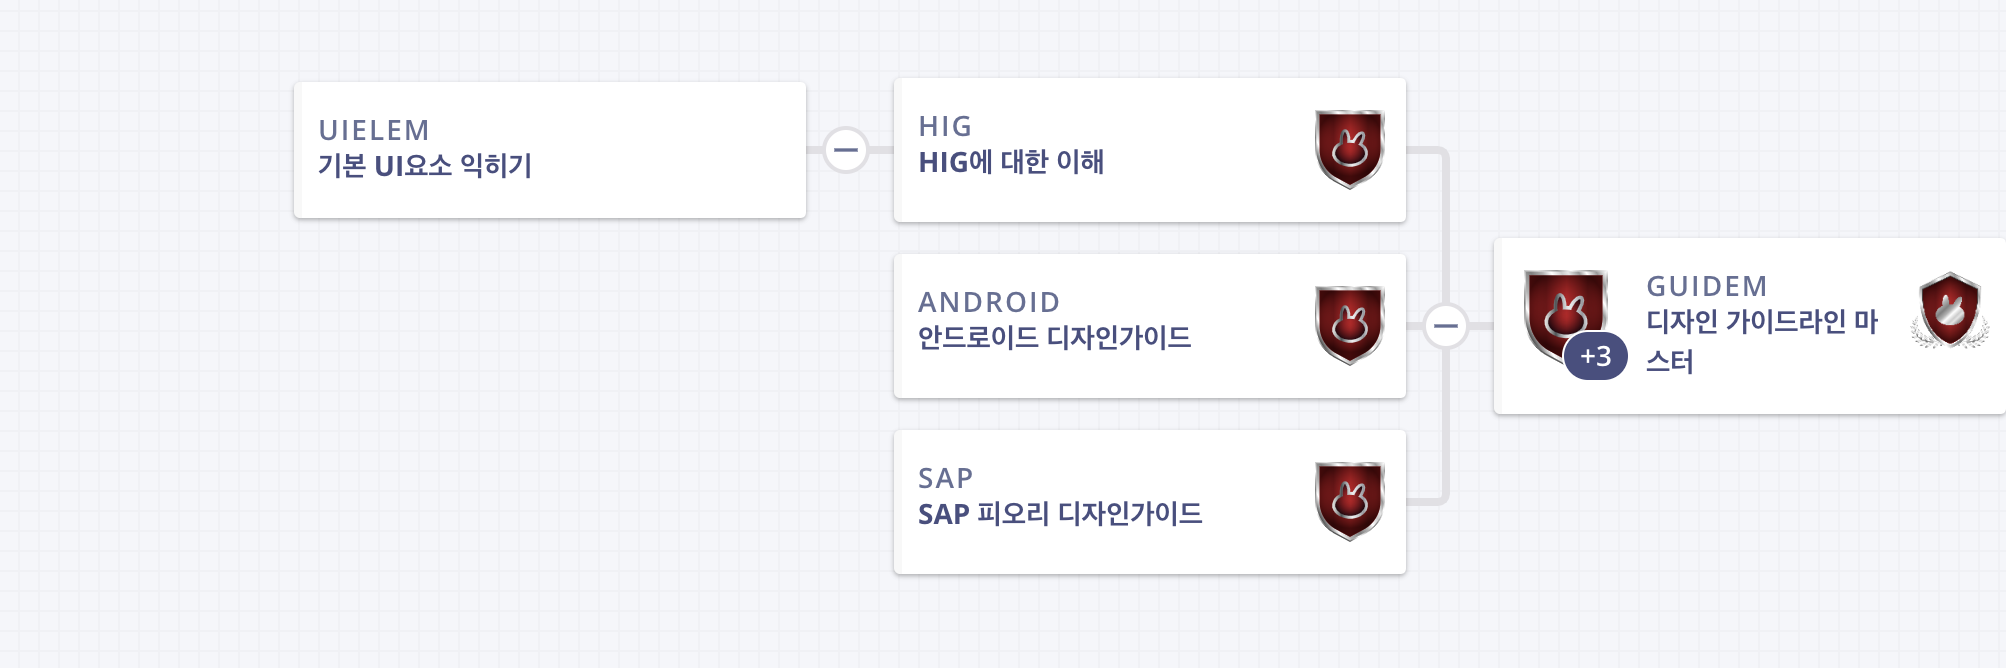 UIELEM
기본 UI요소 익히기
HIG
HIG에 대한 이해
ANDROID
안드로이드 디자인가이드
SAP
SAP 피오리 디자인가이드
+3
GUIDEM
디자인 가이드라인 마
스터